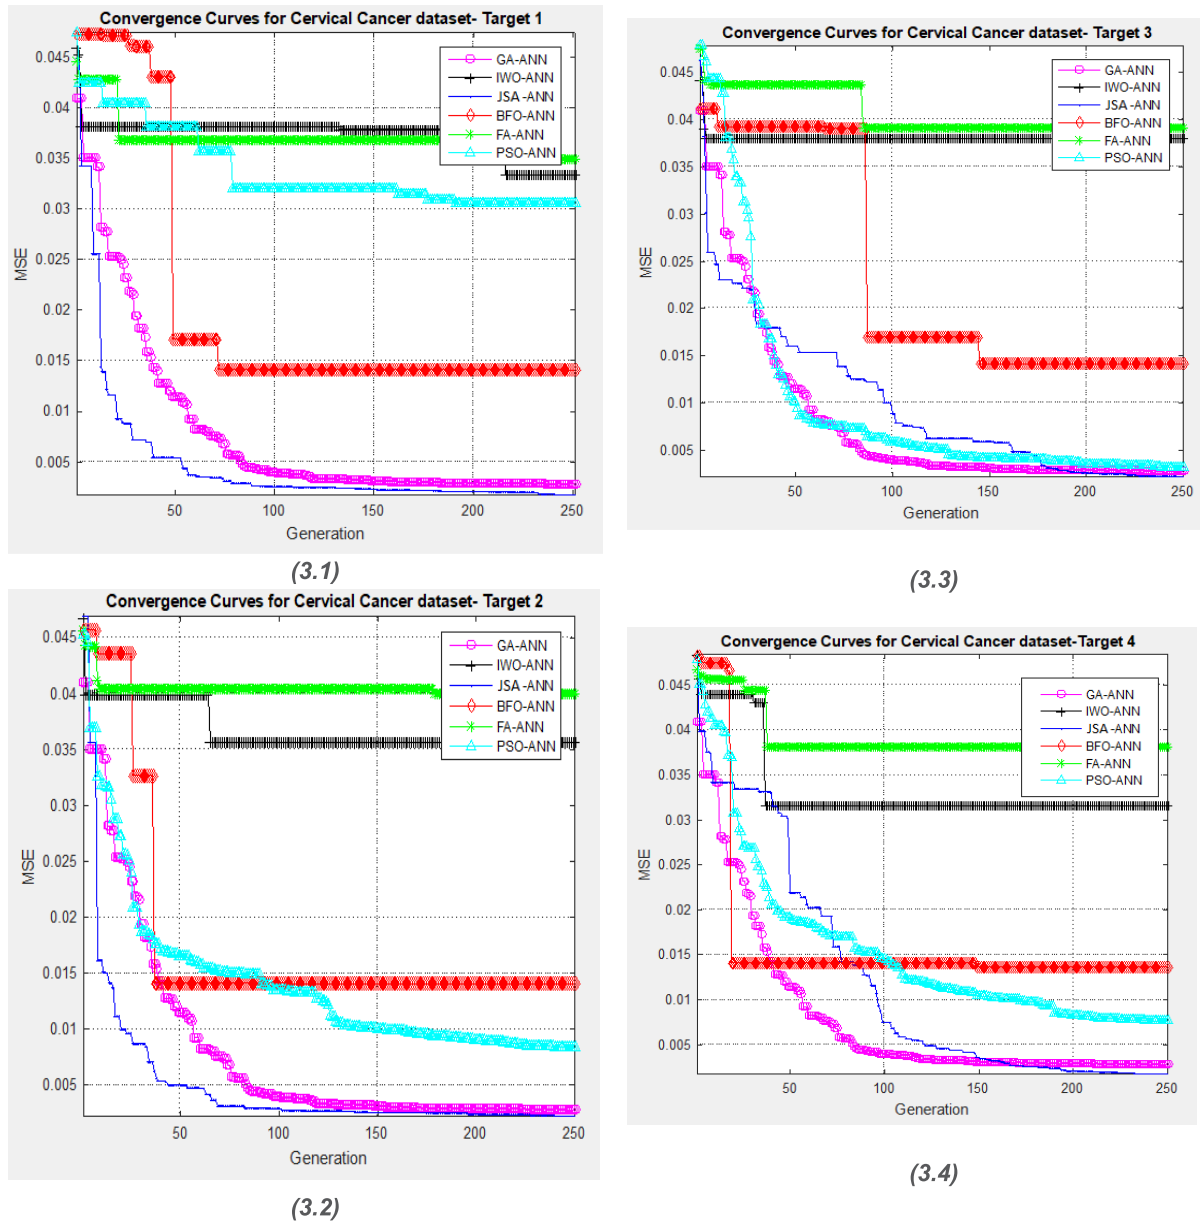 Convergence Curves for Cervical Cancer dataset- Target 1
0.045
0.04
0.035
0.03
0.025
0.02
0.015
0.01
0.005
MSE
GA-ANN
IWO-ANN
JSA -ANN
BFO-ANN
FA-ANN
PSO-ANN
50
100
150
200
250
Generation
(3.1)
Convergence Curves for Cervical Cancer dataset- Target 3
0.045
0.04
0.035
0.03
0.025
0.02
0.015
0.01
0.005
MSE
GA-ANN
IWO-ANN
JSA -ANN
BFO-ANN
FA-ANN
PSO-ANN
50
100
150
200
250
Generation
(3.3)
Convergence Curves for Cervical Cancer dataset- Target 2
0.045
0.04
0.035
0.03
0.025
0.02
0.015
0.01
0.005
MSE
GA-ANN
IWO-ANN
JSA -ANN
BFO-ANN
FA-ANN
PSO-ANN
50
100
150
200
250
Generation
(3.2)
Convergence Curves for Cervical Cancer dataset-Target 4
0.045
0.04
0.035
0.03
0.025
0.02
0.015
0.01
0.005
MSE
GA-ANN
IWO-ANN
JSA -ANN
BFO-ANN
FA-ANN
PSO-ANN
50
100
150
200
250
Generation
(3.4)